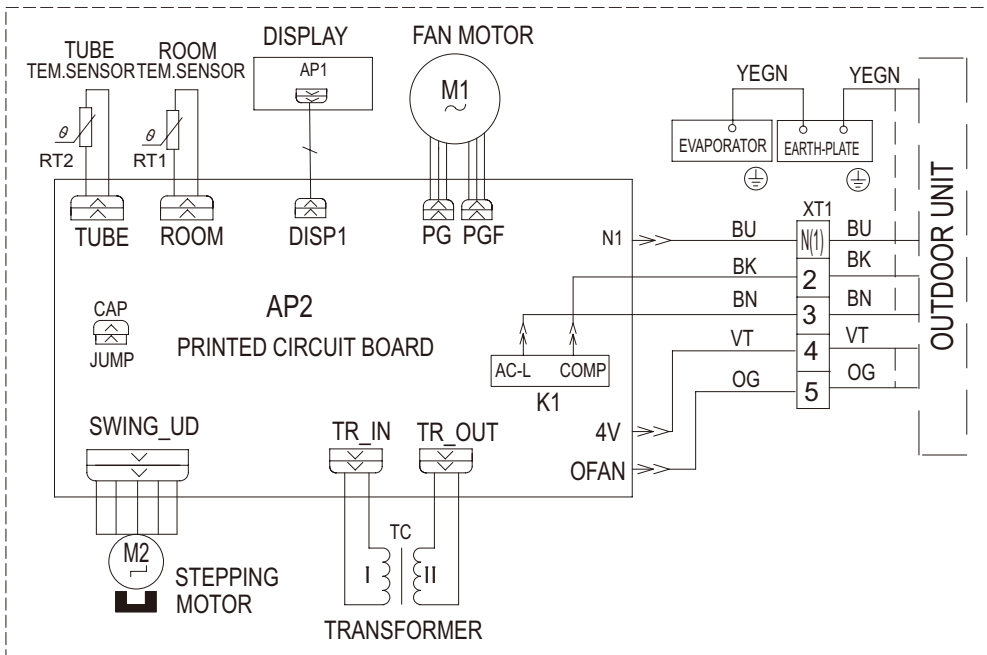 TUBE
TEM.SENSOR
ROOM
TEM.SENSOR
DISPLAY
AP1
FAN MOTOR
M1
YEGN
YEGN
θ
RT2
θ
RT1
EVAPORATOR
EARTH-PLATE
OUTDOOR UNIT
TUBE
ROOM
DISP1
PG
PGF
N1
BU
XT1
N(1)
BU
BK
2
BK
BN
3
BN
VT
4
VT
OG
5
OG
CAP
JUMP
AP2
PRINTED CIRCUIT BOARD
AC-L
COMP
K1
4V
OFAN
SWING_UD
TR_IN
TR_OUT
M2
STEPPING
MOTOR
TC
I
II
TRANSFORMER